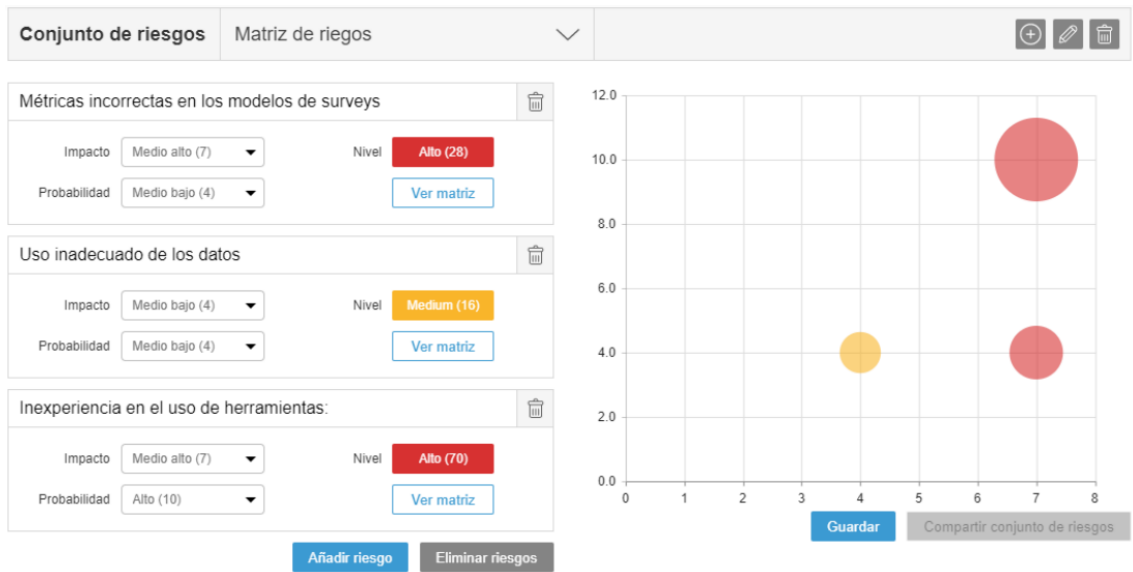 Conjunto de riesgos Matriz de riegos
Métricas incorrectas en los modelos de surveys
Impacto Medio alto (7) Nivel Alto (28)
Probabilidad Medio bajo (4) Ver matriz
Uso inadecuado de los datos
Impacto Medio bajo (4) Nivel Medium (16)
Probabilidad Medio bajo (4) Ver matriz
Inexperiencia en el uso de herramientas:
Impacto Medio alto (7) Nivel Alto (70)
Probabilidad Alto (10) Ver matriz
Añadir riesgo Eliminar riesgos
12.0
10.0
8.0
6.0
4.0
2.0
0.0
0 1 2 3 4 5 6 7 8
Guardar Compartir conjunto de riesgos